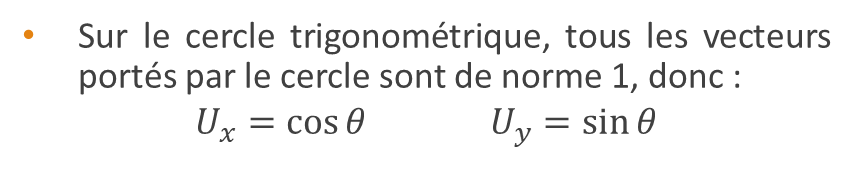 • Sur le cercle trigonométrique, tous les vecteurs
portés par le cercle sont de norme 1, donc :
Uₓ = cos θ U_y = sin θ